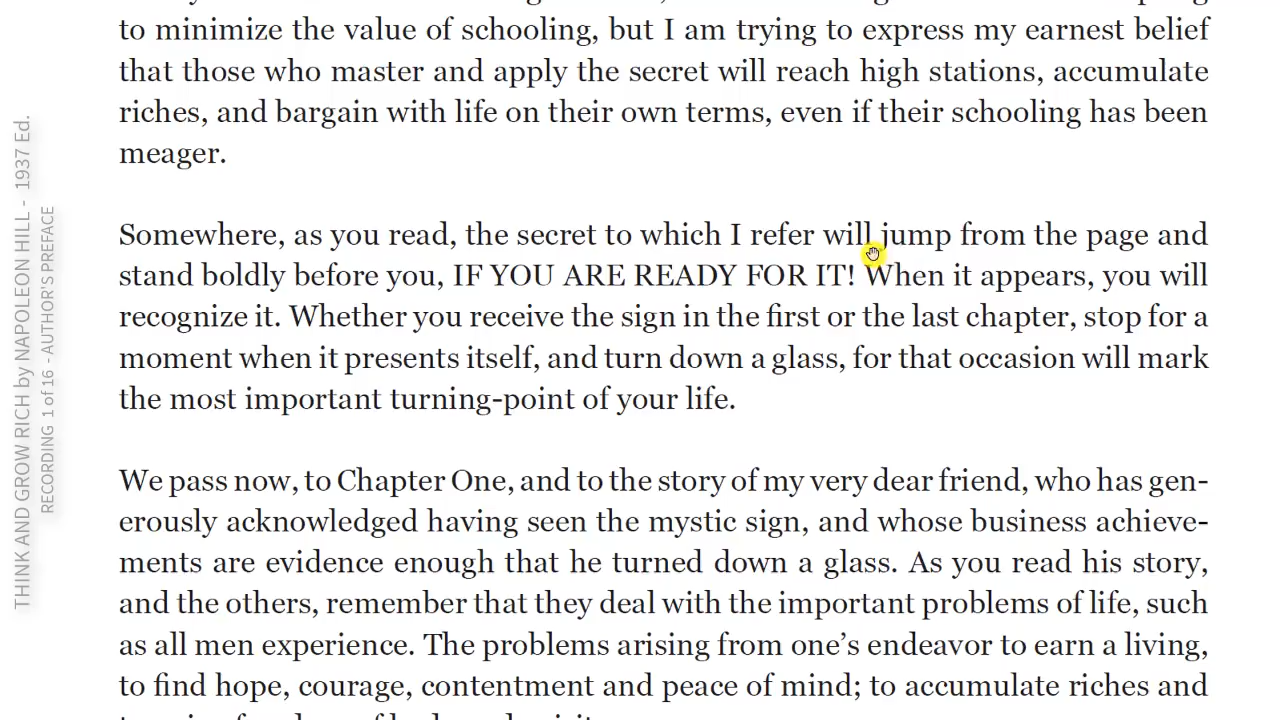 to minimize the value of schooling, but I am trying to express my earnest belief
that those who master and apply the secret will reach high stations, accumulate
riches, and bargain with life on their own terms, even if their schooling has been
meager.
Somewhere, as you read, the secret to which I refer will jump from the page and
stand boldly before you, IF YOU ARE READY FOR IT! When it appears, you will
recognize it. Whether you receive the sign in the first or the last chapter, stop for a
moment when it presents itself, and turn down a glass, for that occasion will mark
the most important turning-point of your life.
We pass now, to Chapter One, and to the story of my very dear friend, who has gen-
erously acknowledged having seen the mystic sign, and whose business achieve-
ments are evidence enough that he turned down a glass. As you read his story,
and the others, remember that they deal with the important problems of life, such
as all men experience. The problems arising from one's endeavor to earn a living,
to find hope, courage, contentment and peace of mind; to accumulate riches and
THINK AND GROW RICH by NAPOLEON HILL - 1937 Ed.
RECORDING 1 of 16 - AUTHOR'S PREFACE